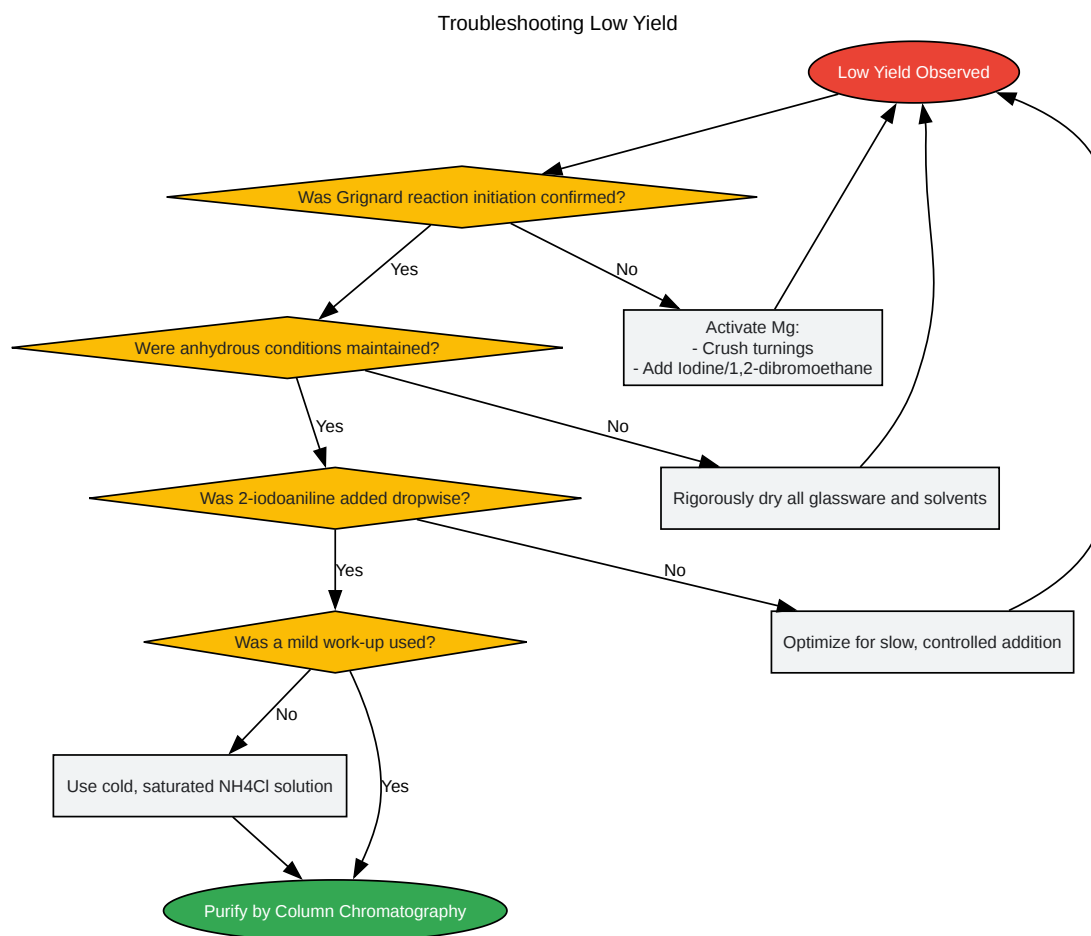 Troubleshooting Low Yield
Low Yield Observed
Was Grignard reaction initiation confirmed?
Yes
No
Activate Mg:
- Crush turnings
- Add Iodine/1,2-dibromoethane
Were anhydrous conditions maintained?
Yes
No
Rigorously dry all glassware and solvents
Was 2-iodoaniline added dropwise?
Yes
No
Optimize for slow, controlled addition
Was a mild work-up used?
No
Yes
Use cold, saturated NH4Cl solution
Purify by Column Chromatography